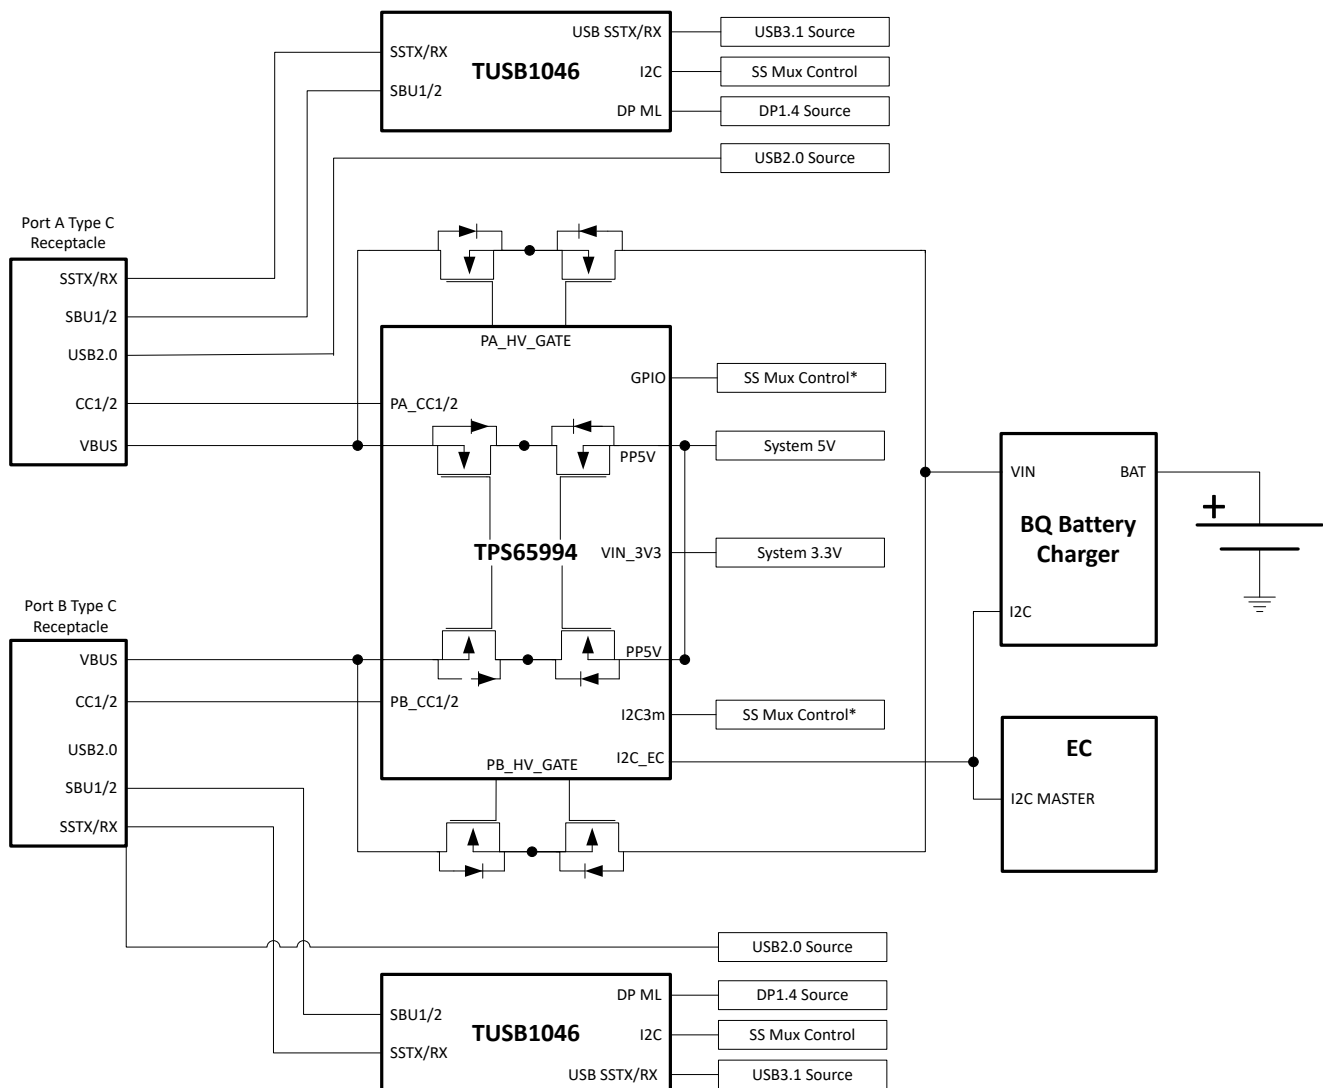 USB SSTX/RX
USB3.1 Source
SSTX/RX
TUSB1046
I2C
SS Mux Control
SBU1/2
DP ML
DP1.4 Source
USB2.0 Source
Port A Type C
Receptacle
SSTX/RX
SBU1/2
USB2.0
CC1/2
VBUS
PA_HV_GATE
GPIO
SS Mux Control*
PA_CC1/2
PP5V
System 5V
TPS65994
VIN_3V3
System 3.3V
PP5V
PB_CC1/2
I2C3m
SS Mux Control*
I2C_EC
PB_HV_GATE
VIN
BAT
BQ Battery
Charger
I2C
+
EC
I2C MASTER
Port B Type C
Receptacle
VBUS
CC1/2
USB2.0
SBU1/2
SSTX/RX
USB2.0 Source
DP ML
DP1.4 Source
SBU1/2
TUSB1046
I2C
SS Mux Control
SSTX/RX
USB SSTX/RX
USB3.1 Source